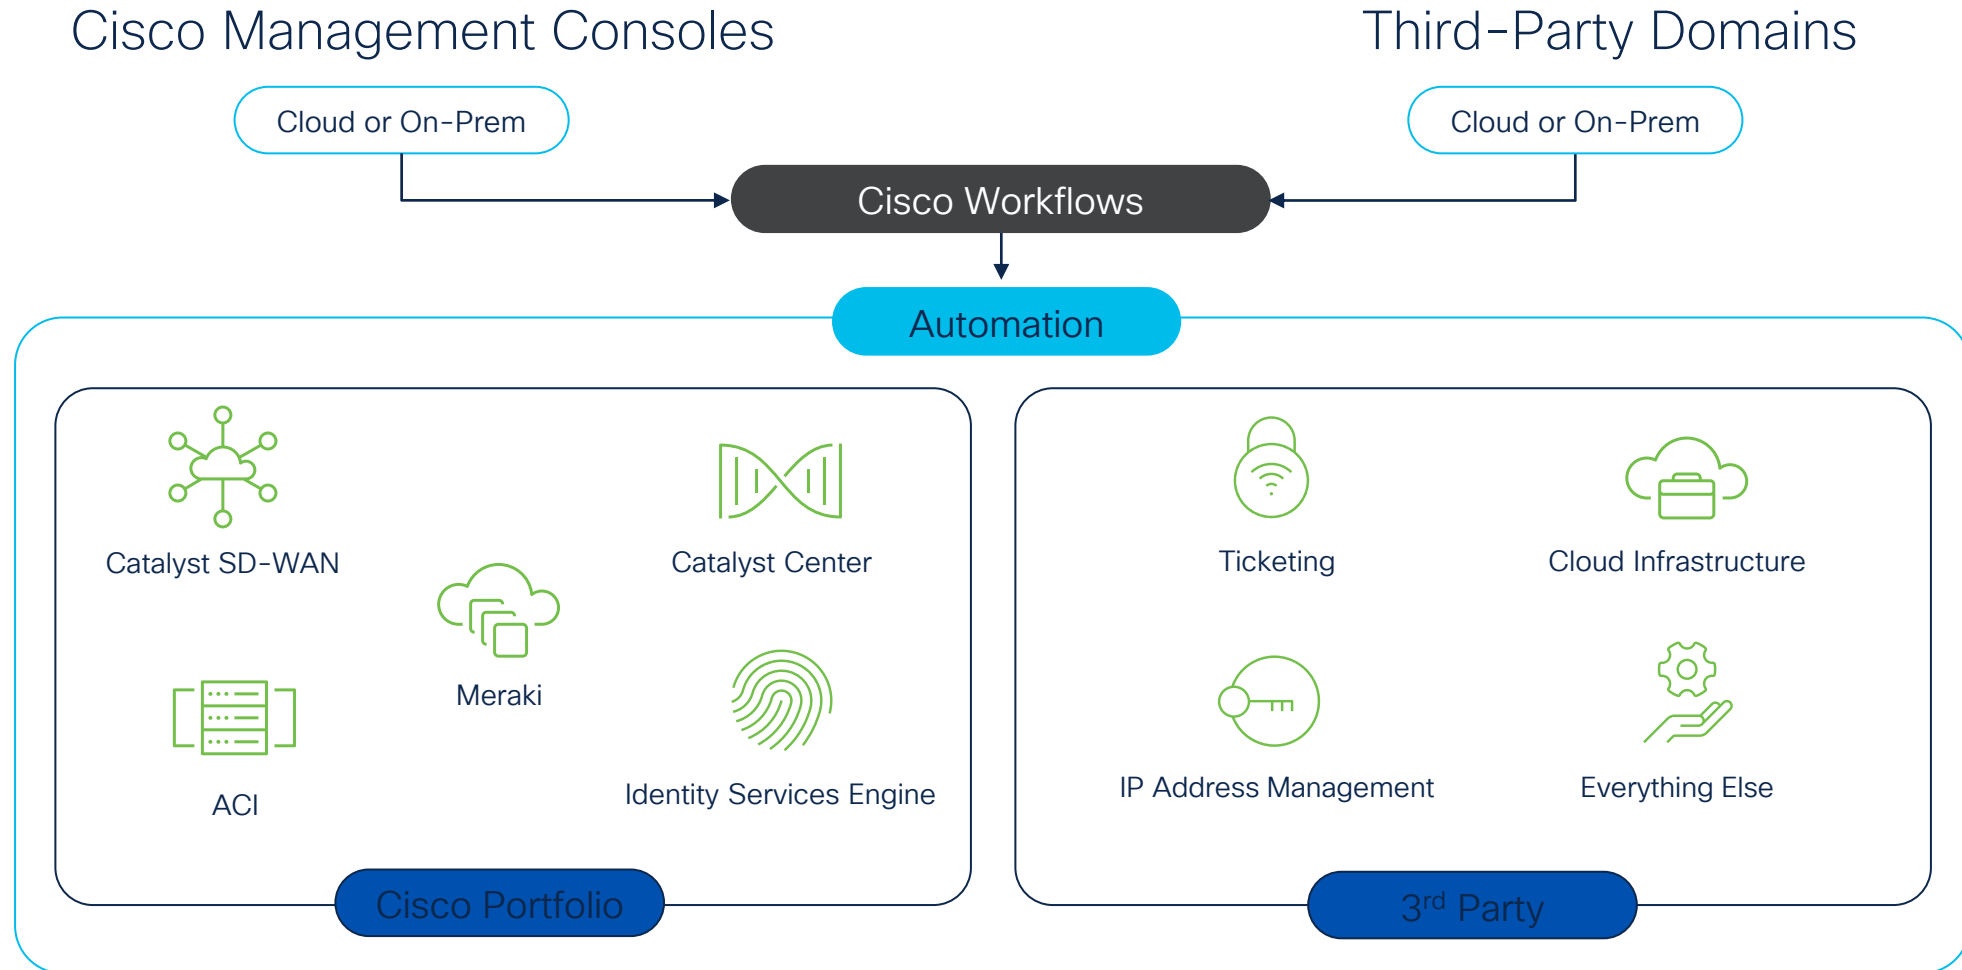 Cisco Management Consoles
Third-Party Domains
Cloud or On-Prem
Cloud or On-Prem
Cisco Workflows
Automation
Catalyst SD-WAN
Catalyst Center
Meraki
ACI
Identity Services Engine
Cisco Portfolio
Ticketing
Cloud Infrastructure
IP Address Management
Everything Else
3rd Party